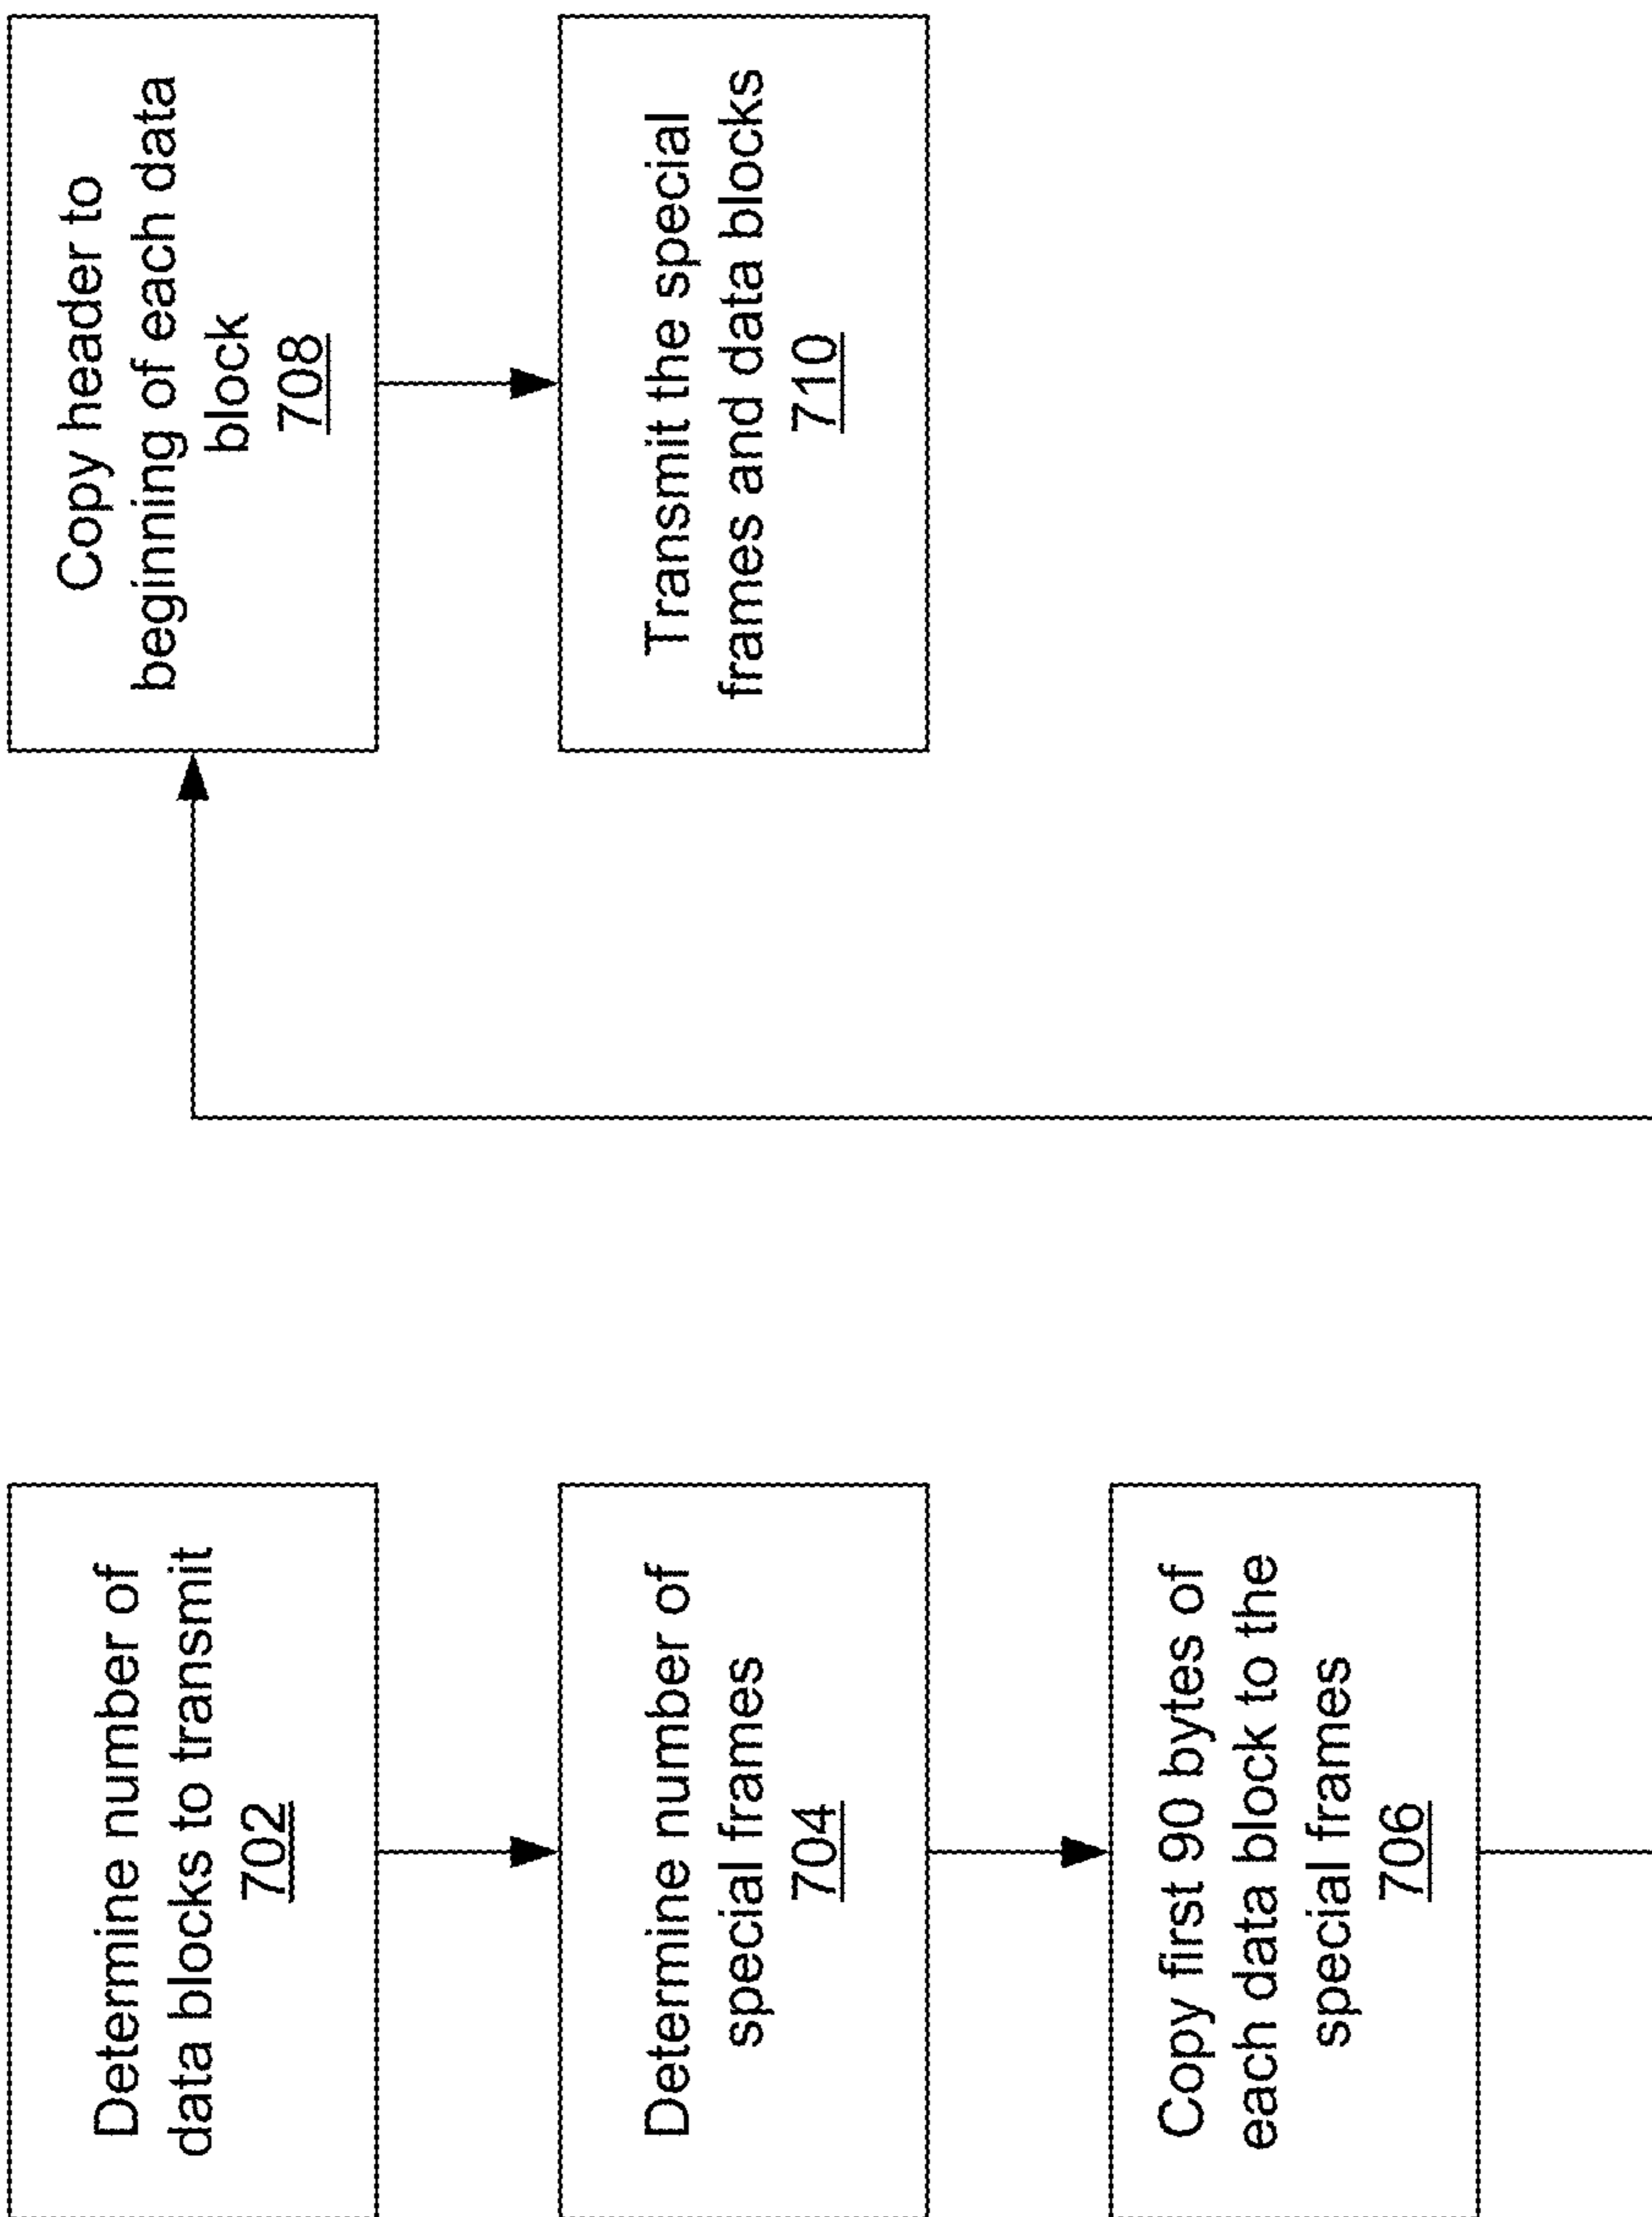 Determine number of
data blocks to transmit
702
Determine number of
special frames
704
Copy first 90 bytes of
each data block to the
special frames
706
Copy header to
beginning of each data
block
708
Transmit the special
frames and data blocks
710